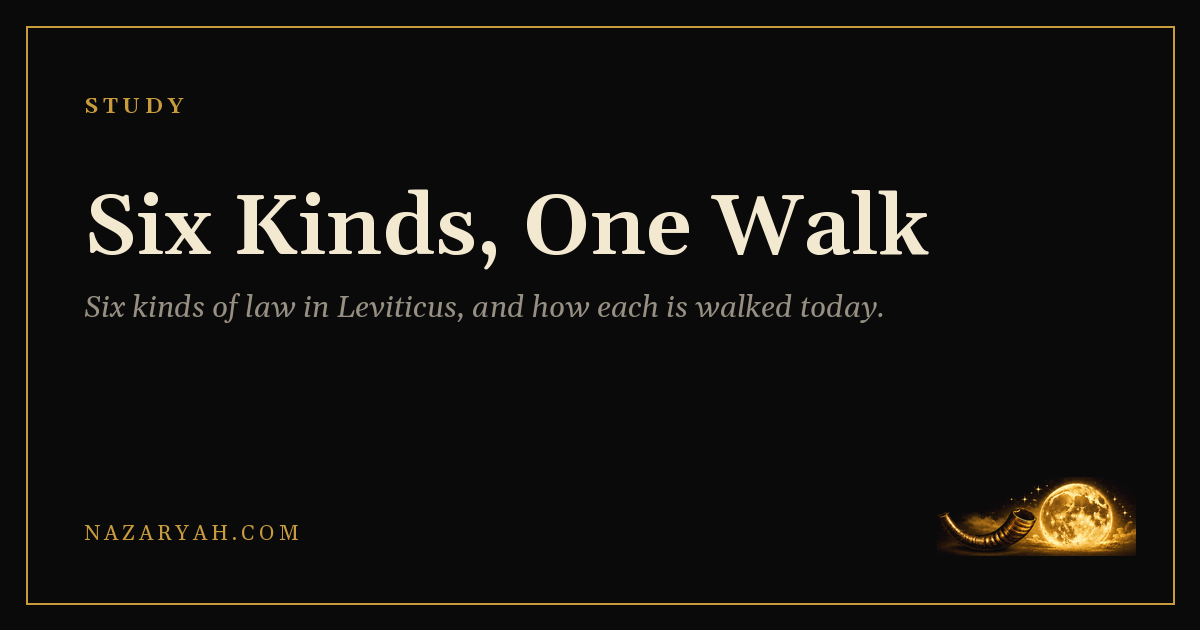 STUDY
Six Kinds, One Walk
Six kinds of law in Leviticus, and how each is walked today.
NAZARYAH.COM